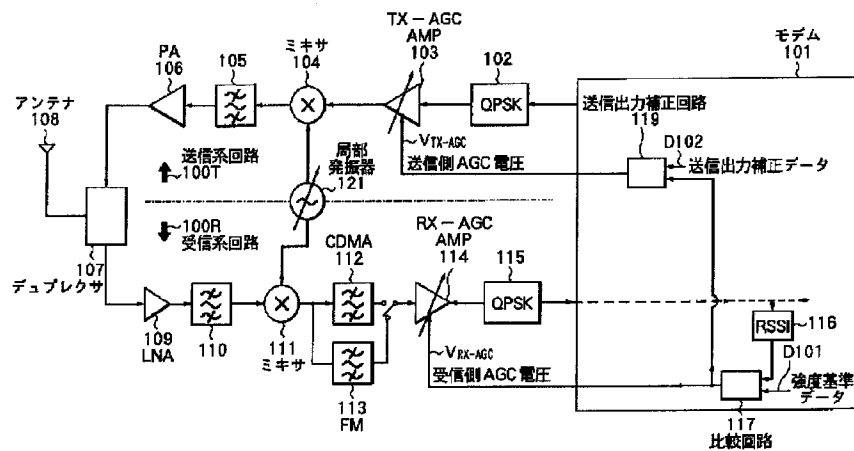 TX-AGC
AMP
103
ミキサ
104
PA
106
105
102
QPSK
モデム
101
アンテナ
108
送信出力補正回路
119
D102
送信出力補正データ
VTX-AGC
送信側AGC電圧
送信系回路
100T
局部
発振器
121
100R
受信系回路
107
デュプレクサ
CDMA
112
RX-AGC
AMP
114
115
QPSK
109
LNA
110
111
ミキサ
113
FM
VRX-AGC
受信側AGC電圧
RSSI
116
D101
強度基準
データ
117
比較回路